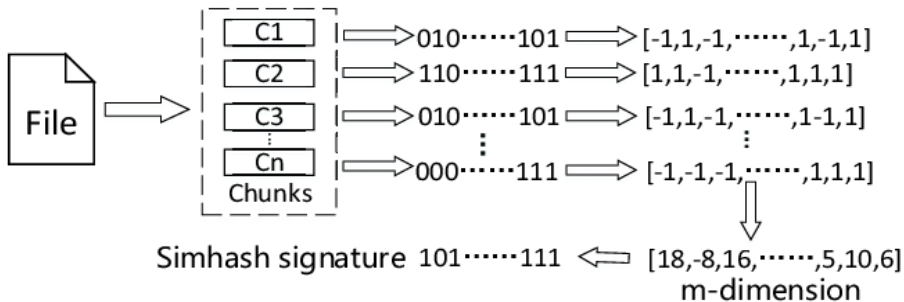 File
C1 010······101 [-1,1,-1,······,1,-1,1]
C2 110······111 [1,1,-1,······,1,1,1]
C3 010······101 [-1,1,-1,······,1-1,1]
Cn 000······111 [-1,-1,-1,······,1,1,1]
Chunks
Simhash signature 101······111 [18,-8,16,······,5,10,6]
m-dimension